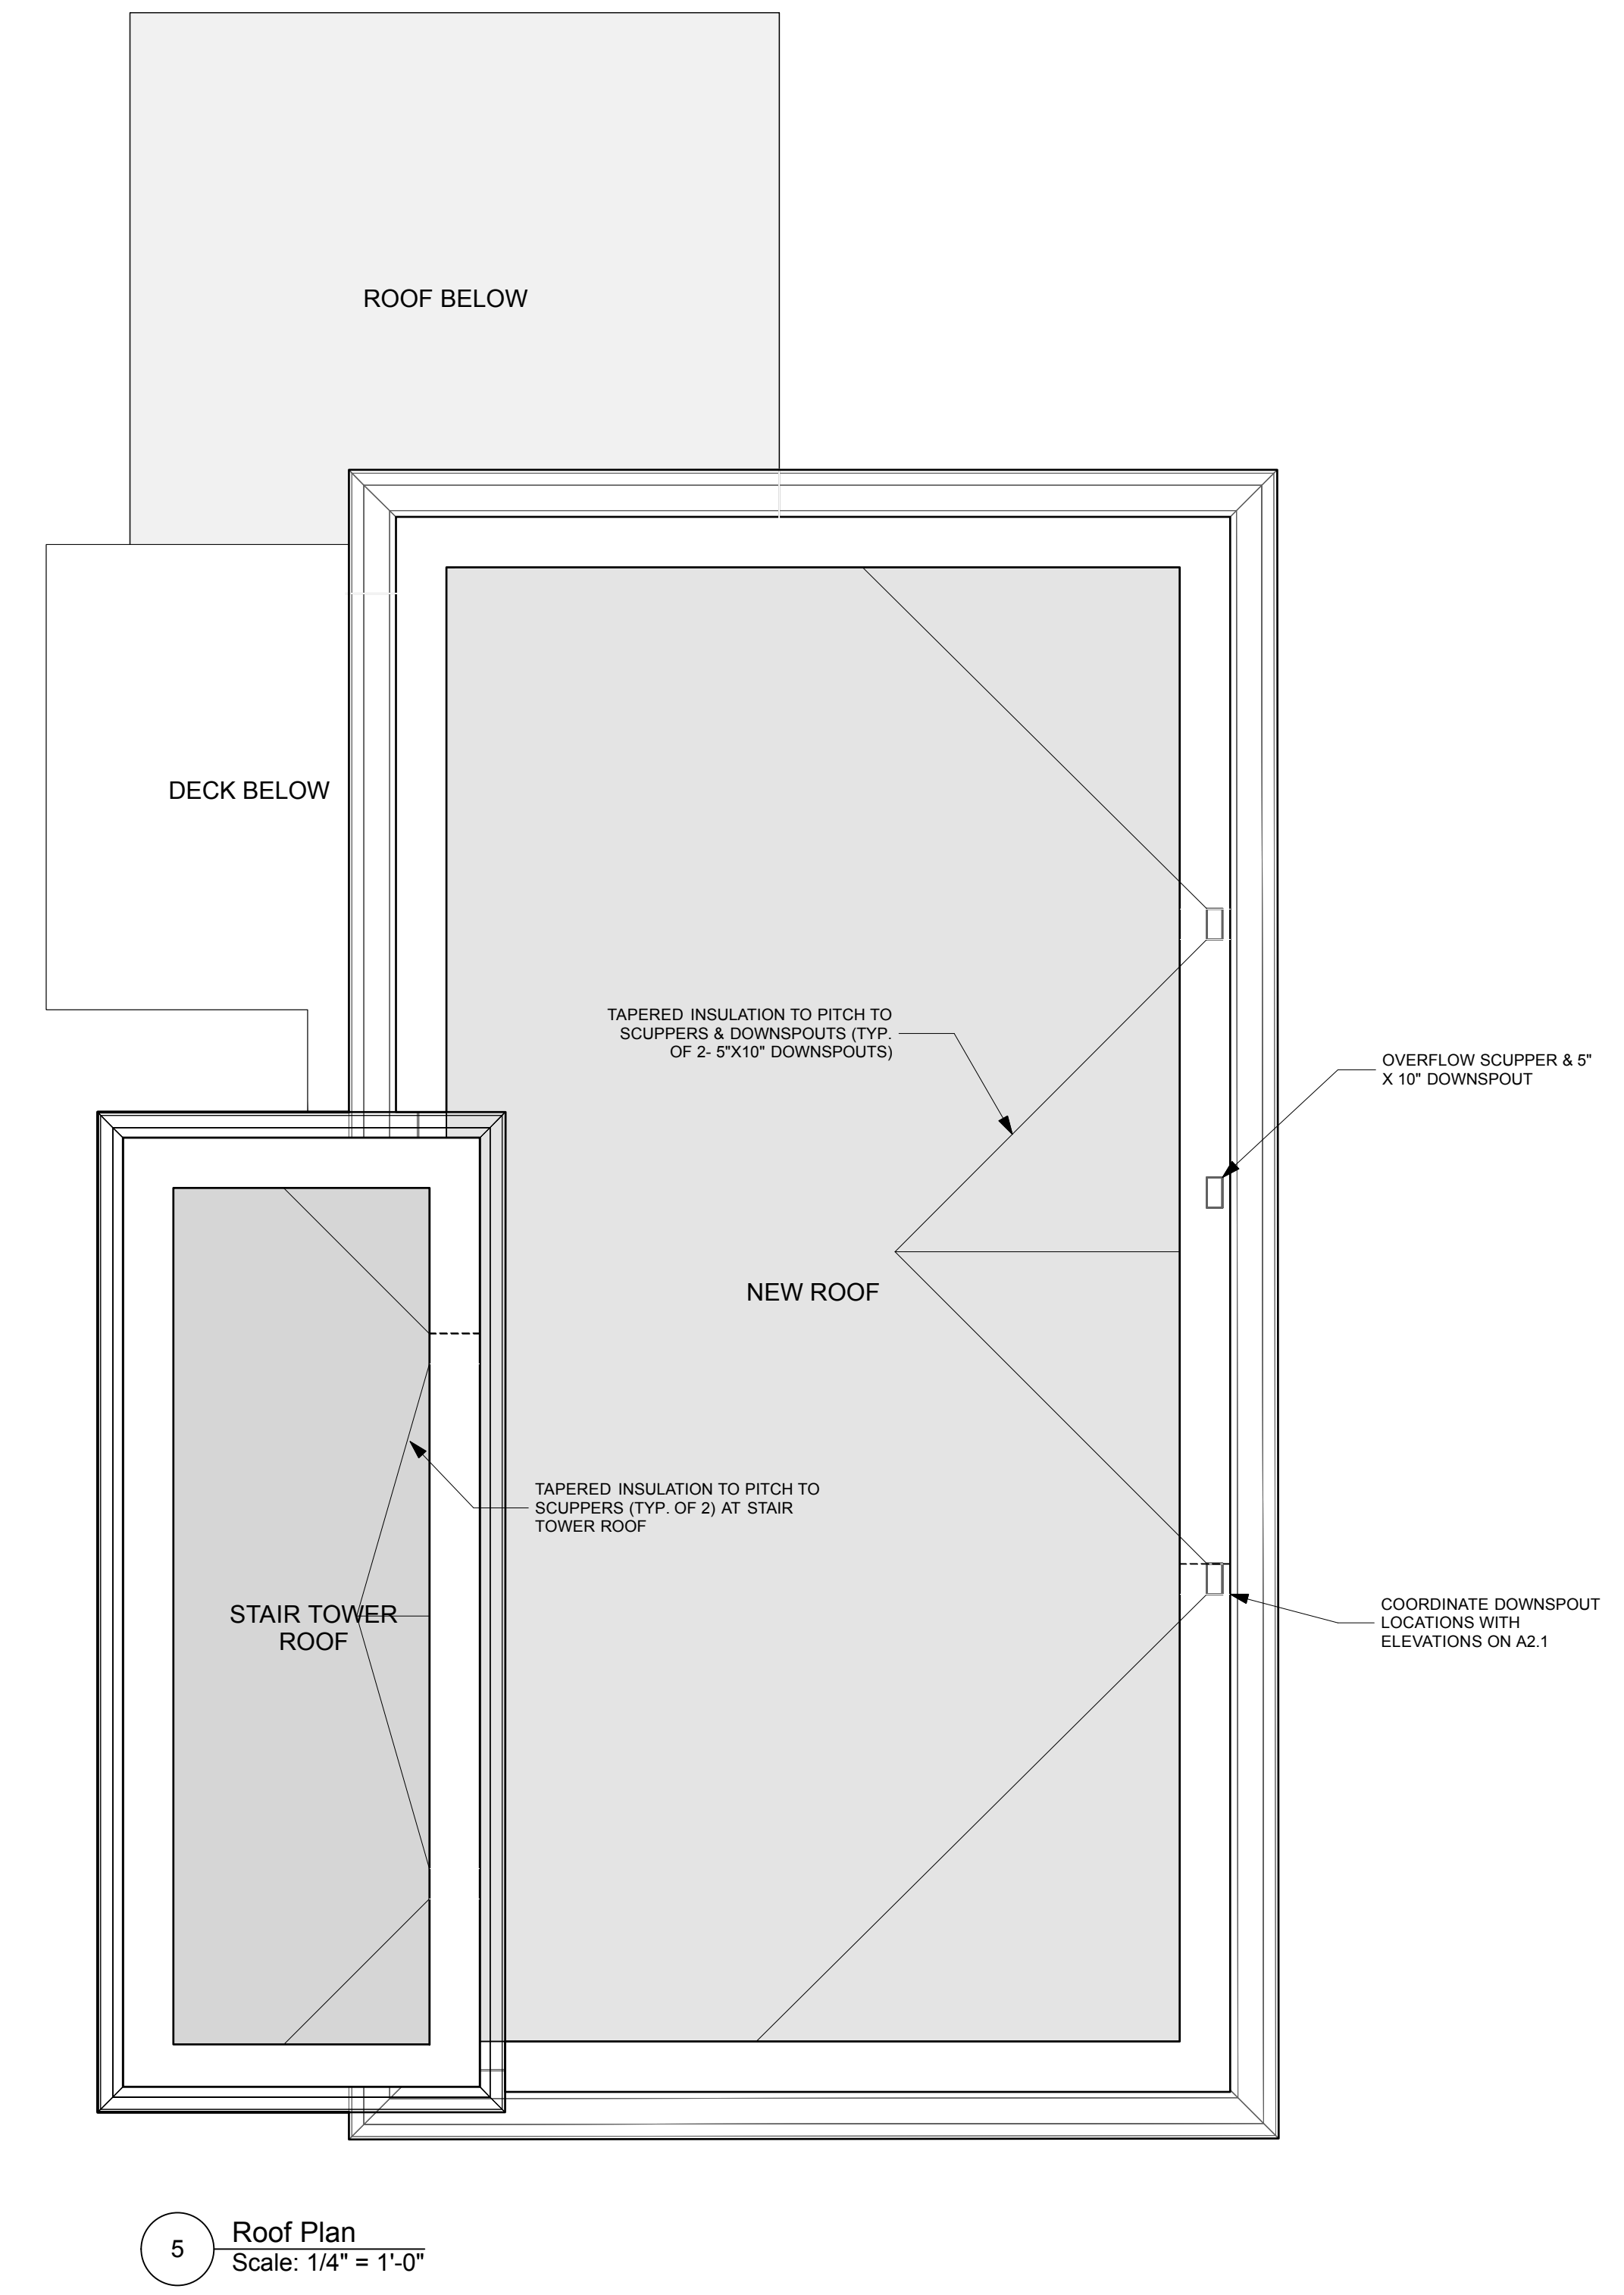 ROOF BELOW
DECK BELOW
TAPERED INSULATION TO PITCH TO
SCUPPERS & DOWNSPOUTS (TYP.
OF 2- 5"X10" DOWNSPOUTS)
OVERFLOW SCUPPER & 5"
X 10" DOWNSPOUT
NEW ROOF
TAPERED INSULATION TO PITCH TO
SCUPPERS (TYP. OF 2) AT STAIR
TOWER ROOF
STAIR TOWER
ROOF
COORDINATE DOWNSPOUT
LOCATIONS WITH
ELEVATIONS ON A2.1
5
Roof Plan
Scale: 1/4" = 1'-0"